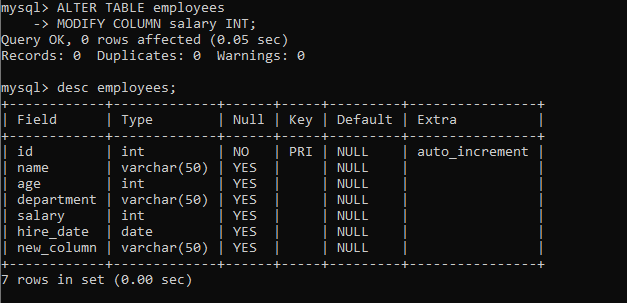 mysql> ALTER TABLE employees
    -> MODIFY COLUMN salary INT;
Query OK, 0 rows affected (0.05 sec)
Records: 0  Duplicates: 0  Warnings: 0

mysql> desc employees;
+------------+-------------+------+-----+---------+----------------+
| Field      | Type        | Null | Key | Default | Extra          |
+------------+-------------+------+-----+---------+----------------+
| id         | int         | NO   | PRI | NULL    | auto_increment |
| name       | varchar(50) | YES  |     | NULL    |                |
| age        | int         | YES  |     | NULL    |                |
| department | varchar(50) | YES  |     | NULL    |                |
| salary     | int         | YES  |     | NULL    |                |
| hire_date  | date        | YES  |     | NULL    |                |
| new_column | varchar(50) | YES  |     | NULL    |                |
+------------+-------------+------+-----+---------+----------------+
7 rows in set (0.00 sec)